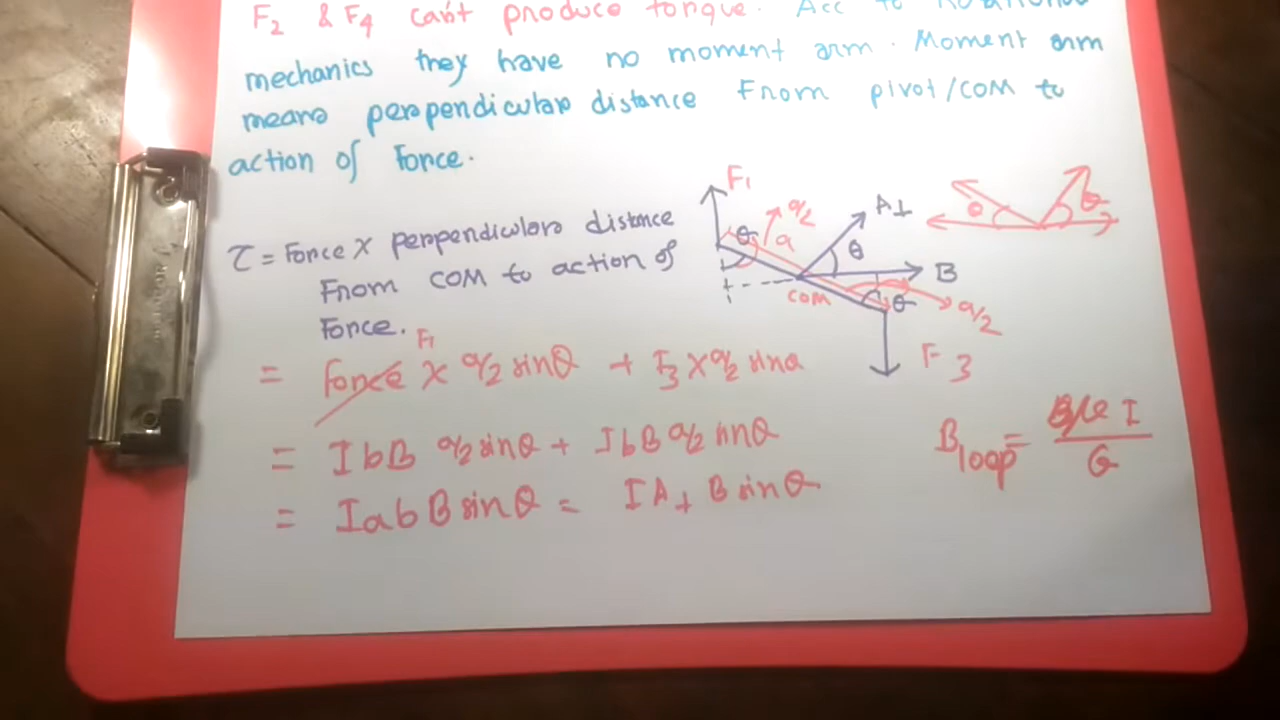 F₂ & F₄ can't produce torque. Acc to
mechanics they have no moment arm. Moment arm
means perpendicular distance From pivot/COM to
action of Force.
τ = Force X perpendicular distance
From COM to action of
Force.
F₁
a/2
a
θ
A⊥
θ
B
COM
θ
a/2
F3
θ
F₁
= Force X a/2 sinθ + F₃ X a/2 sinθ
= IbB a/2 sinθ + IbB a/2 sinθ
= IabB sinθ = IA⊥ B sinθ
B loop = I